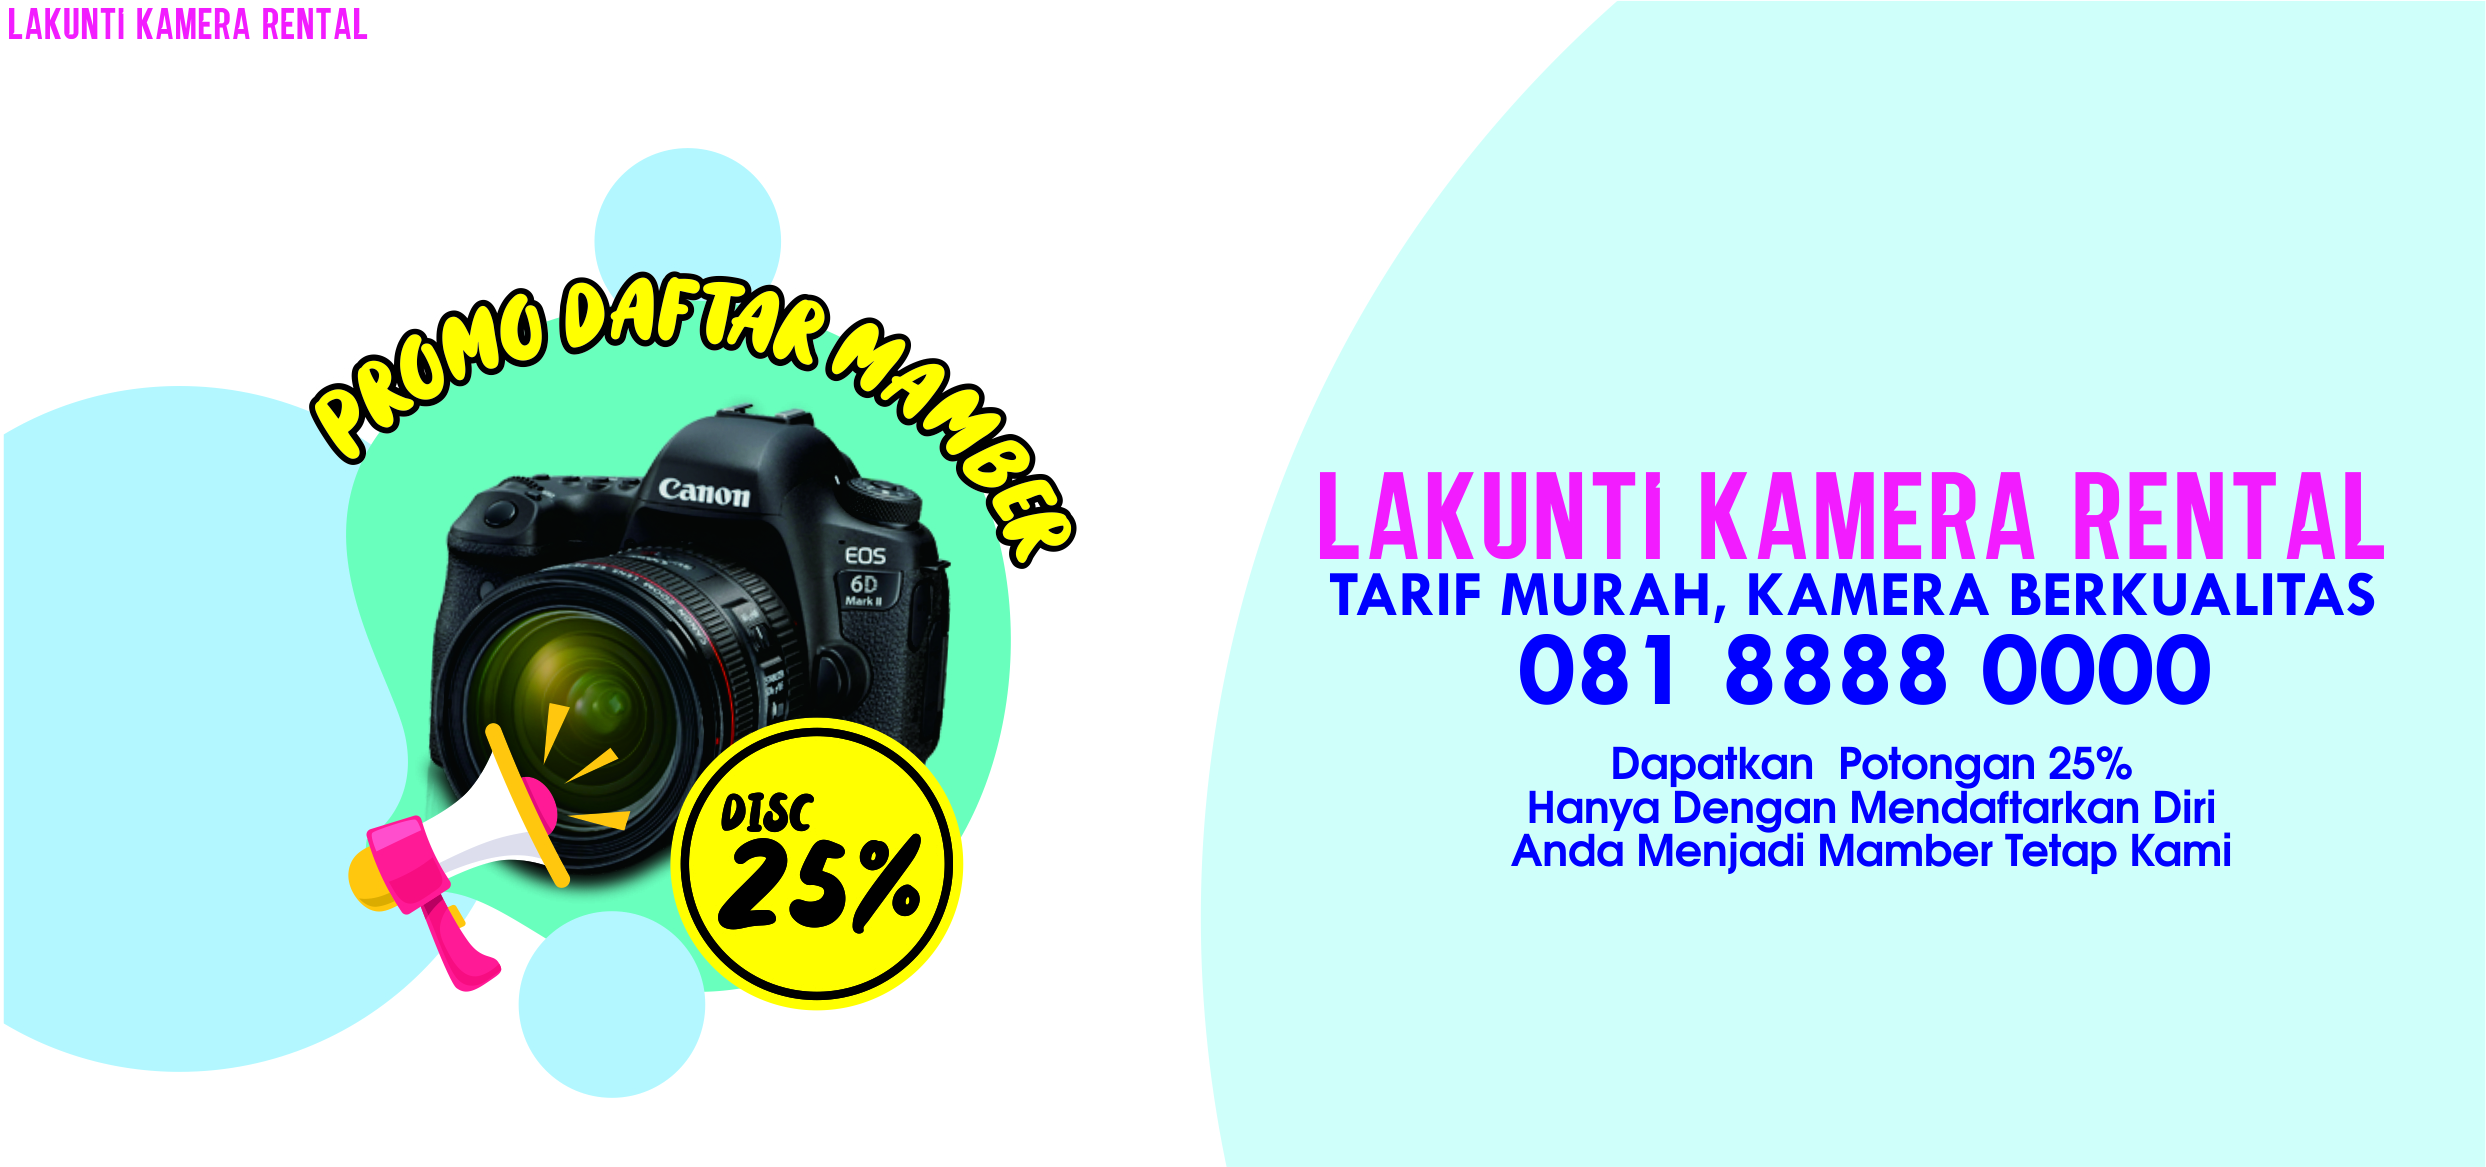 LAKUNTI KAMERA RENTAL
PROMO DAFTAR MAMBER
Canon
EOS
6D
Mark II
DISC
25%
LAKUNTI KAMERA RENTAL
TARIF MURAH, KAMERA BERKUALITAS
081 8888 0000
Dapatkan Potongan 25%
Hanya Dengan Mendaftarkan Diri
Anda Menjadi Mamber Tetap Kami